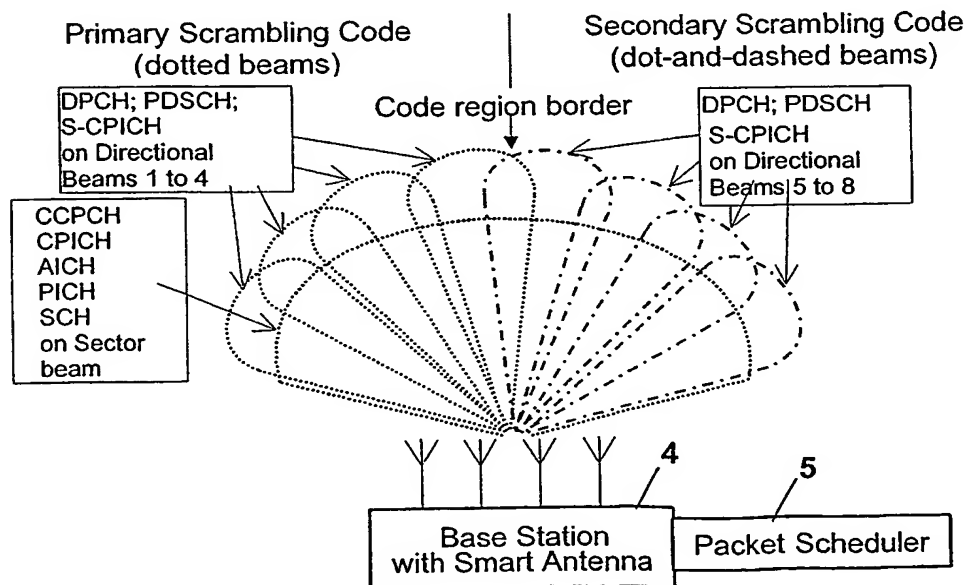 Primary Scrambling Code
(dotted beams)
Secondary Scrambling Code
(dot-and-dashed beams)
Code region border
DPCH; PDSCH;
S-CPICH
on Directional
Beams 1 to 4
DPCH; PDSCH
S-CPICH
on Directional
Beams 5 to 8
CCPCH
CPICH
AICH
PICH
SCH
on Sector
beam
4
5
Base Station
with Smart Antenna
Packet Scheduler